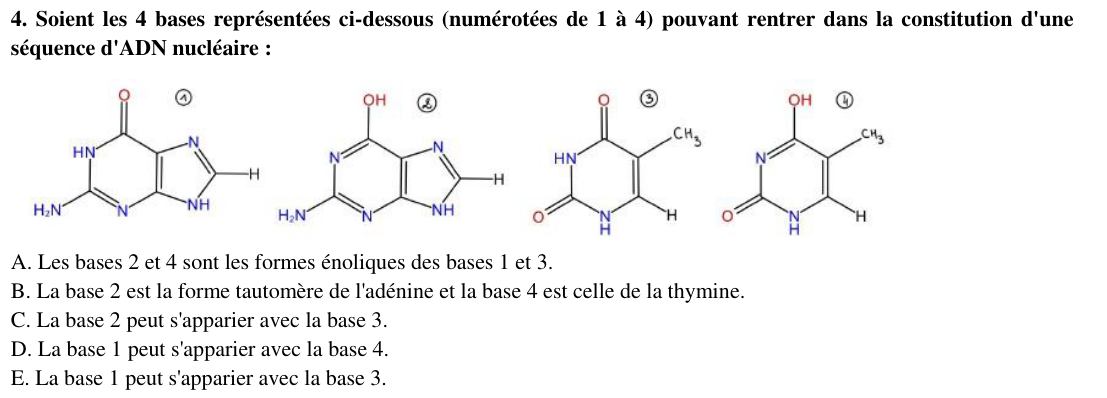 4. Soient les 4 bases représentées ci-dessous (numérotées de 1 à 4) pouvant rentrer dans la constitution d'une
séquence d'ADN nucléaire :
O 1 OH 2 O 3 OH 4
HN N N N HN CH3 N CH3
H H
H2N N NH H2N N NH O N H H O N H H
A. Les bases 2 et 4 sont les formes énoliques des bases 1 et 3.
B. La base 2 est la forme tautomère de l'adénine et la base 4 est celle de la thymine.
C. La base 2 peut s'apparier avec la base 3.
D. La base 1 peut s'apparier avec la base 4.
E. La base 1 peut s'apparier avec la base 3.